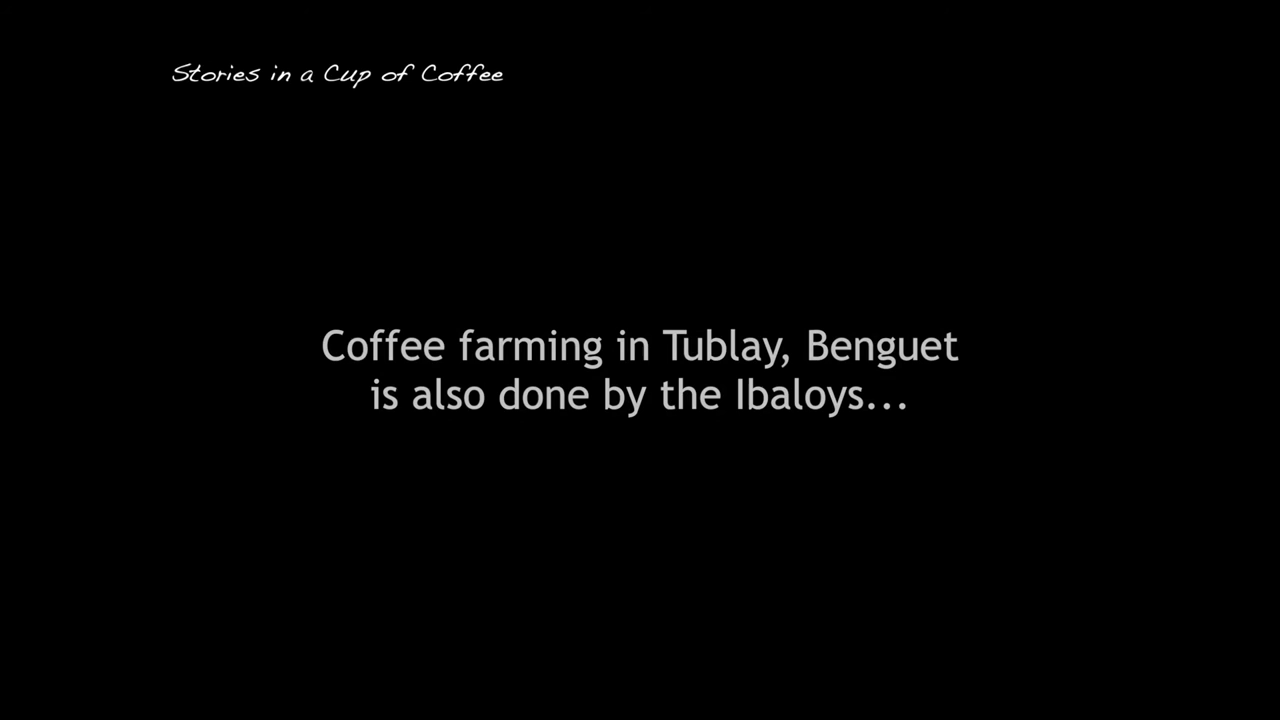 Stories in a Cup of Coffee
Coffee farming in Tublay, Benguet
is also done by the Ibaloys...